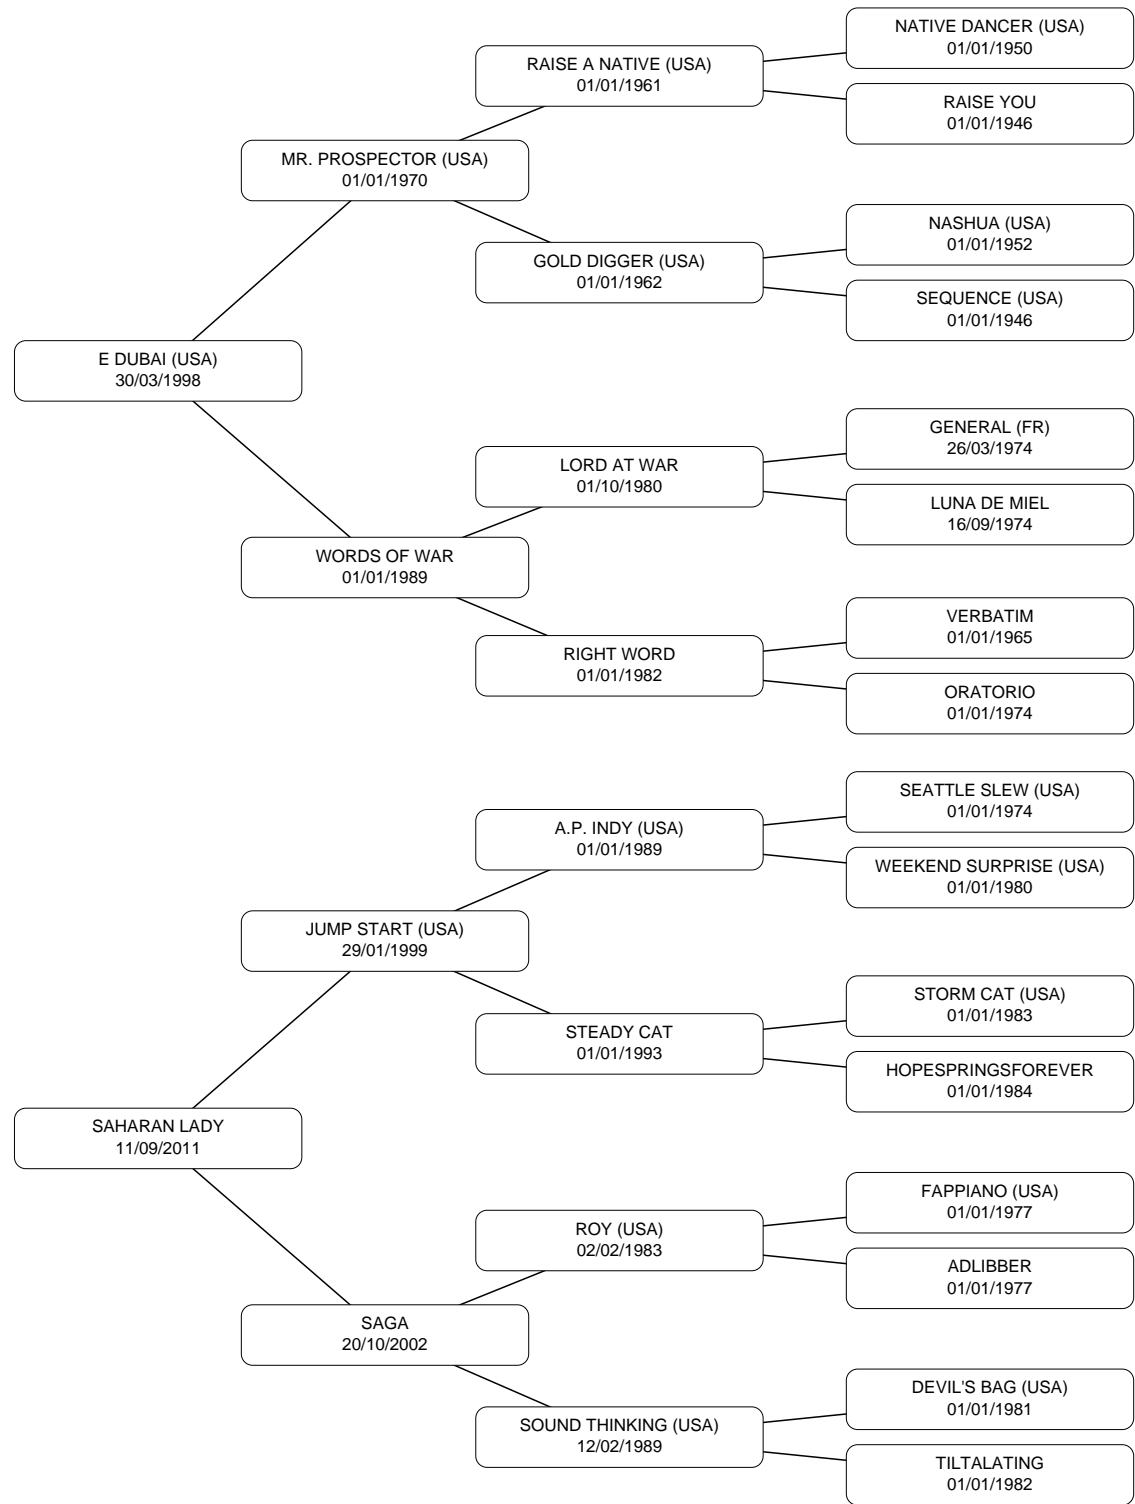 NATIVE DANCER (USA)
01/01/1950
RAISE A NATIVE (USA)
01/01/1961
RAISE YOU
01/01/1946
MR. PROSPECTOR (USA)
01/01/1970
NASHUA (USA)
01/01/1952
GOLD DIGGER (USA)
01/01/1962
SEQUENCE (USA)
01/01/1946
E DUBAI (USA)
30/03/1998
GENERAL (FR)
26/03/1974
LORD AT WAR
01/10/1980
LUNA DE MIEL
16/09/1974
WORDS OF WAR
01/01/1989
VERBATIM
01/01/1965
RIGHT WORD
01/01/1982
ORATORIO
01/01/1974
SEATTLE SLEW (USA)
01/01/1974
A.P. INDY (USA)
01/01/1989
WEEKEND SURPRISE (USA)
01/01/1980
JUMP START (USA)
29/01/1999
STORM CAT (USA)
01/01/1983
STEADY CAT
01/01/1993
HOPESPRINGSFOREVER
01/01/1984
SAHARAN LADY
11/09/2011
FAPPIANO (USA)
01/01/1977
ROY (USA)
02/02/1983
ADLIBBER
01/01/1977
SAGA
20/10/2002
DEVIL'S BAG (USA)
01/01/1981
SOUND THINKING (USA)
12/02/1989
TILTALATING
01/01/1982